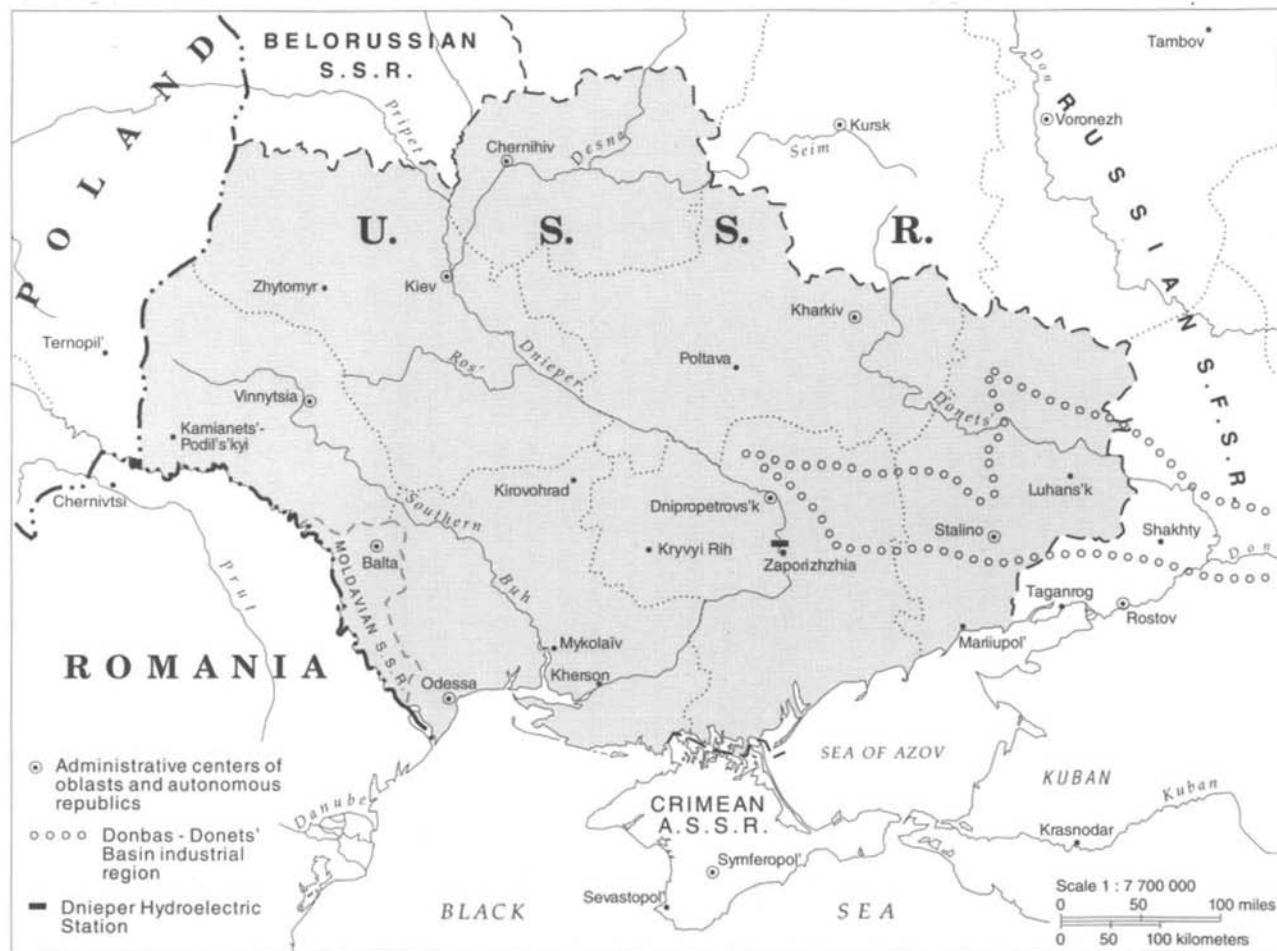 BELORUSSIAN
S.S.R.
POLAND
Tambov
Don
RUSSIAN S.F.S.R.
Pripet
Kursk
Voronezh
Chernihiv
Desna
Seim
U. S. S. R.
Zhytomyr
Kiev
Kharkiv
Ternopil'
Ros'
Dnieper
Poltava
Vinnytsia
Donets'
Kamianets'-
Podil's'kyi
Chernivtsi
Kirovohrad
Dnipropetrovs'k
Luhans'k
Southern
Buh
Stalino
Shakhty
Don
MOLDAVIAN S.S.R.
Balta
Kryvyi Rih
Zaporizhzhia
Prut
Taganrog
Rostov
Mariiupol'
ROMANIA
Mykolaïv
Kherson
Odessa
SEA OF AZOV
KUBAN
Kuban
Administrative centers of
oblasts and autonomous
republics
Danube
CRIMEAN
A.S.S.R.
Krasnodar
Donbas - Donets'
Basin industrial
region
Symferopol'
Sevastopol'
Dnieper Hydroelectric
Station
BLACK SEA
Scale 1 : 7 700 000
0 50 100 miles
0 50 100 kilometers